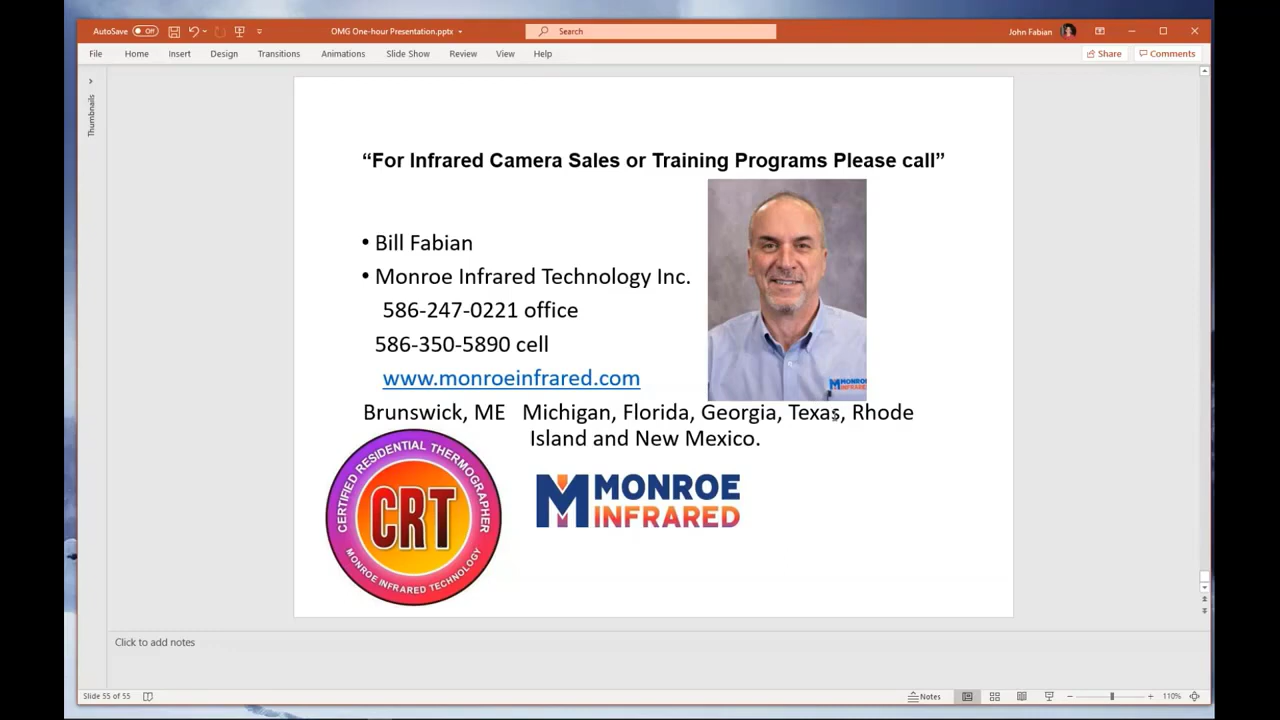 AutoSave Off
OMG One-hour Presentation.pptx
Search
John Fabian
File Home Insert Design Transitions Animations Slide Show Review View Help
Share Comments
Thumbnails
“For Infrared Camera Sales or Training Programs Please call”
• Bill Fabian
• Monroe Infrared Technology Inc.
586-247-0221 office
586-350-5890 cell
www.monroeinfrared.com
MONROE
INFRARED
Brunswick, ME Michigan, Florida, Georgia, Texas, Rhode
Island and New Mexico.
CERTIFIED RESIDENTIAL THERMOGRAPHER
CRT
MONROE INFRARED TECHNOLOGY
M MONROE
INFRARED
Click to add notes
Slide 55 of 55
Notes
110%